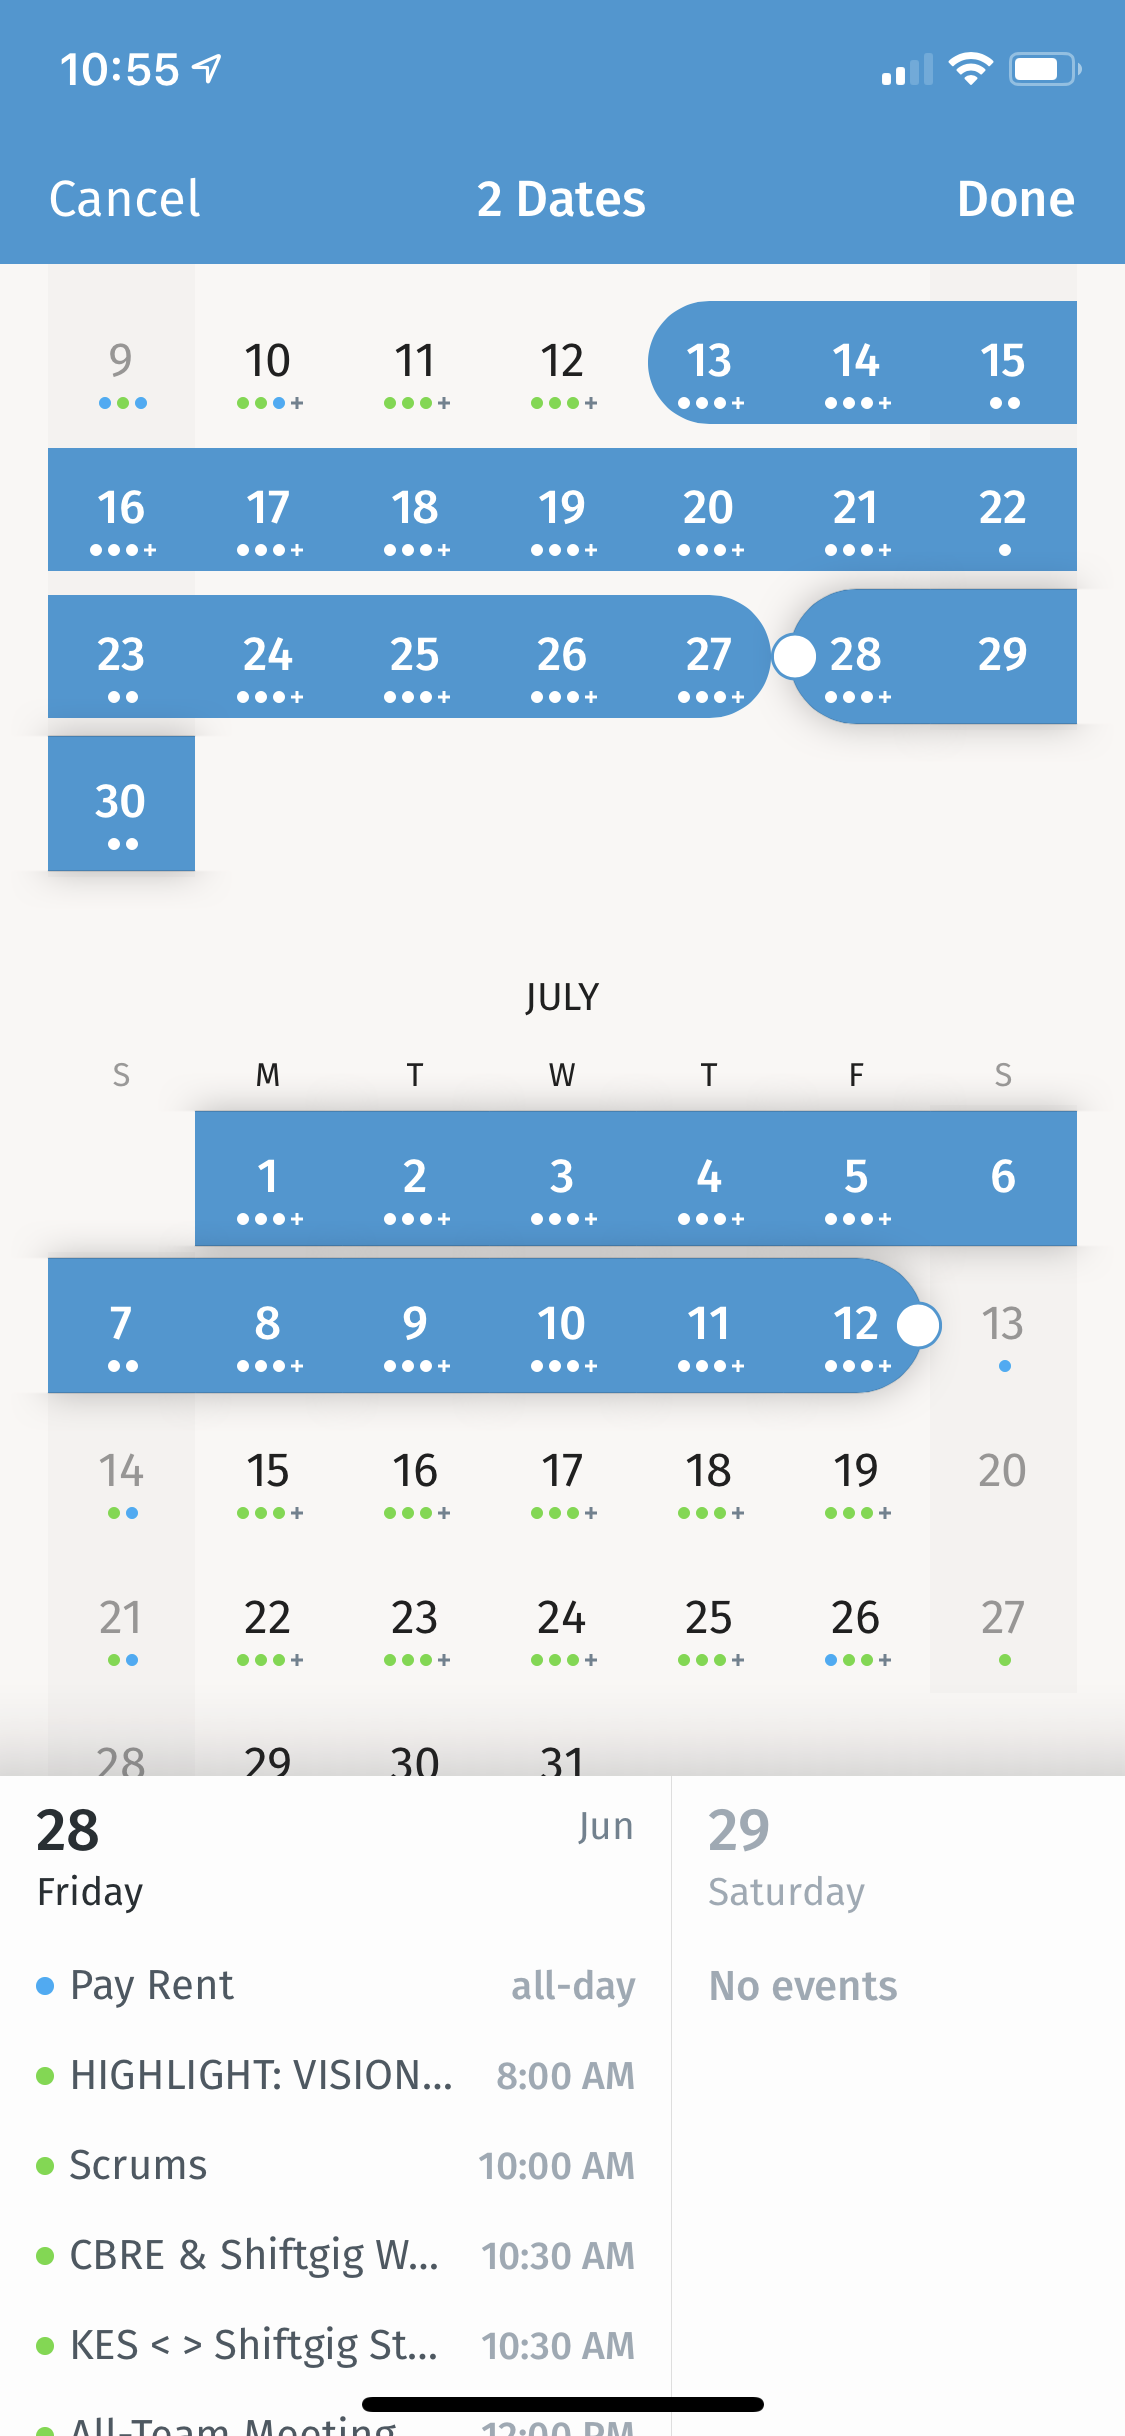 10:55
Cancel 2 Dates Done
9 10 11 12 13 14 15
+ + + + +
16 17 18 19 20 21 22
+ + + + + +
23 24 25 26 27 28 29
+ + + + +
30
JULY
S M T W T F S
1 2 3 4 5 6
+ + + + +
7 8 9 10 11 12 13
+ + + + +
14 15 16 17 18 19 20
+ + + + +
21 22 23 24 25 26 27
+ + + + +
28 29 30 31
28 Jun
Friday
Pay Rent all-day
HIGHLIGHT: VISION... 8:00 AM
Scrums 10:00 AM
CBRE & Shiftgig W... 10:30 AM
KES < > Shiftgig St... 10:30 AM
All-Team Meeting 12:00 PM
29
Saturday
No events